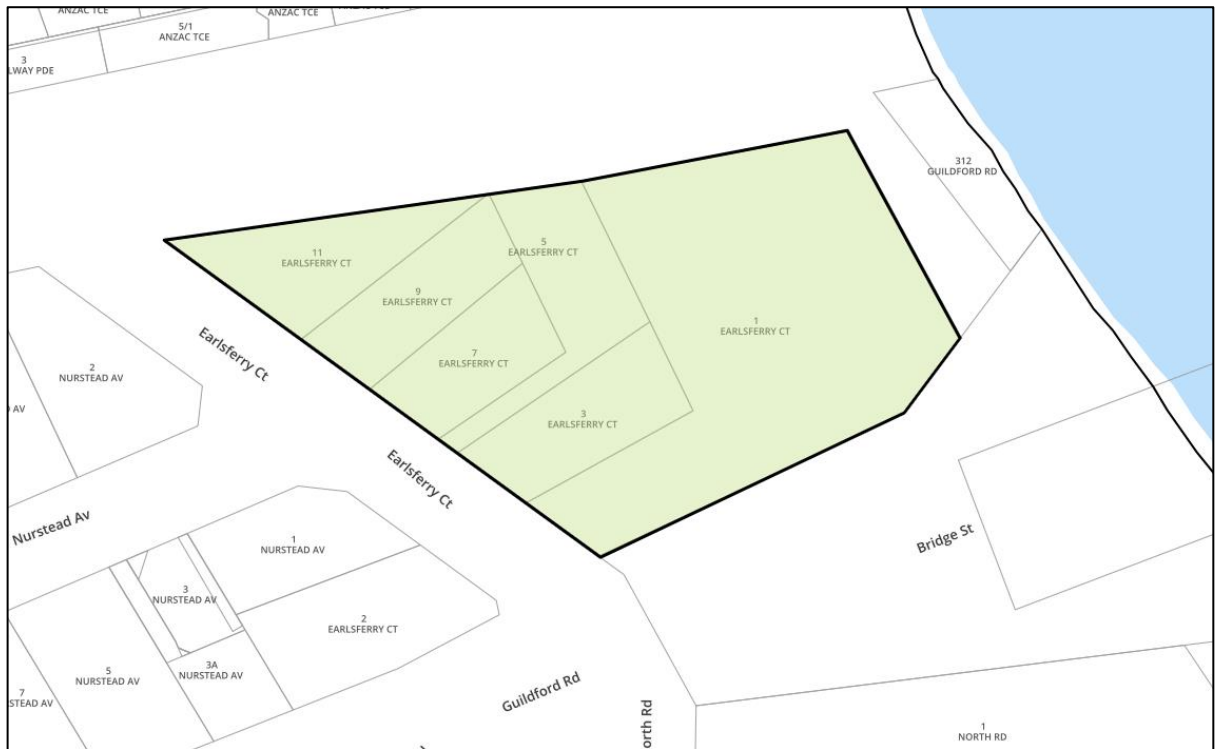 ANZAC TCE
5/1
ANZAC TCE
ANZAC TCE
3
LWAY PDE
312
GUILDFORD RD
11
EARLSFERRY CT
5
EARLSFERRY CT
9
EARLSFERRY CT
1
EARLSFERRY CT
7
EARLSFERRY CT
3
EARLSFERRY CT
Earlsferry Ct
2
NURSTEAD AV
AV
Earlsferry Ct
Nurstead Av
Bridge St
1
NURSTEAD AV
3
NURSTEAD AV
2
EARLSFERRY CT
3A
NURSTEAD AV
5
NURSTEAD AV
7
STEAD AV
Guildford Rd
orth Rd
1
NORTH RD